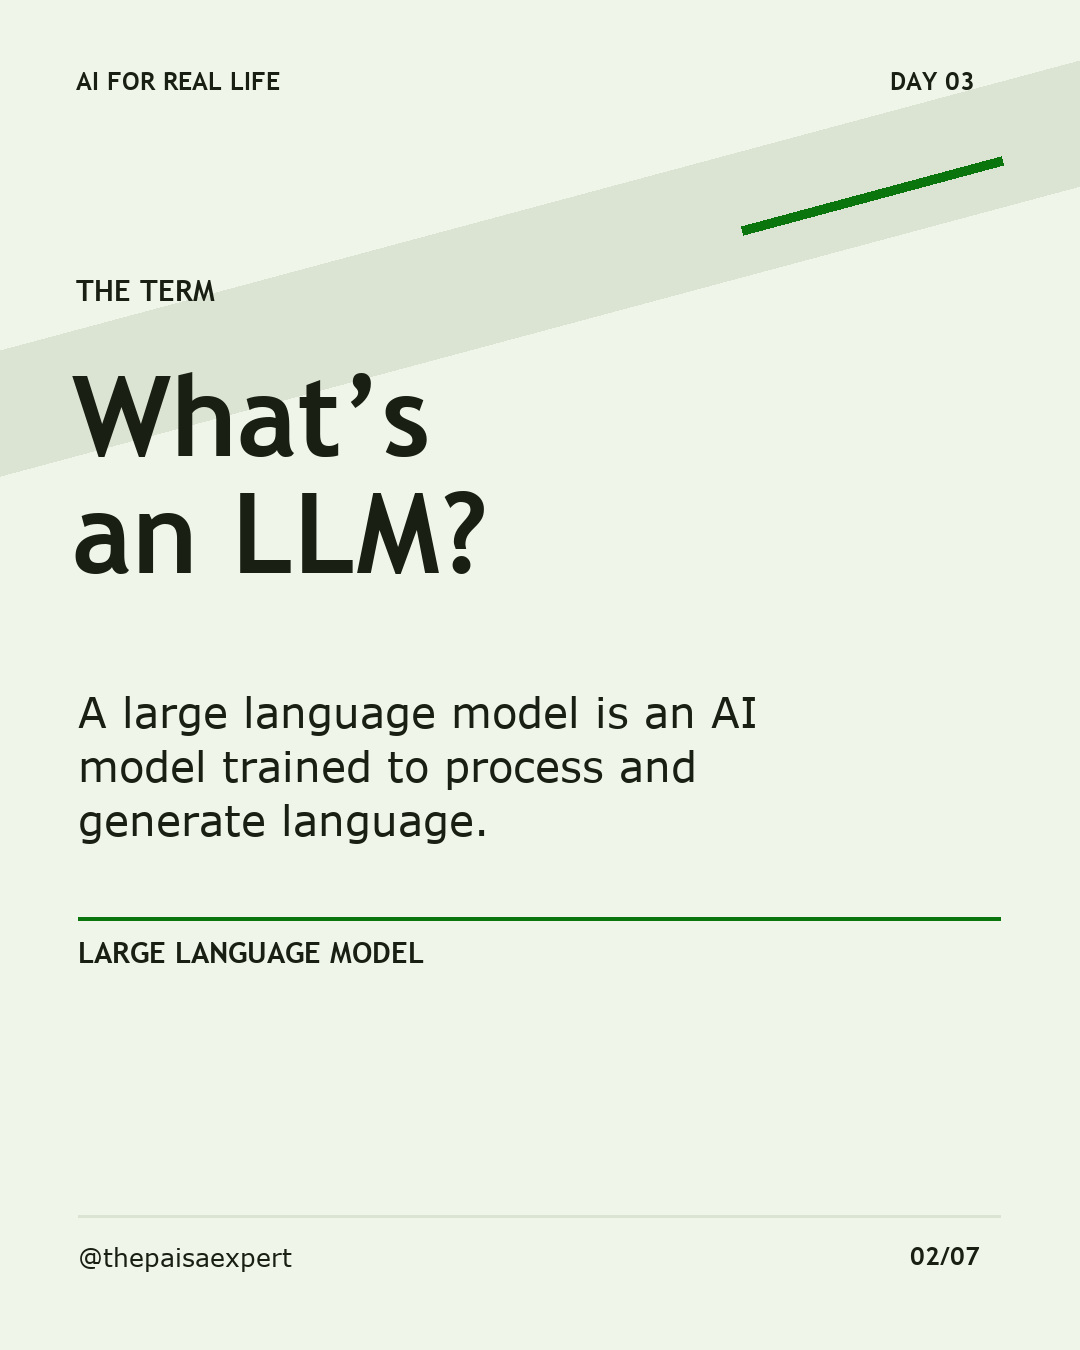 AI FOR REAL LIFE
DAY 03
THE TERM
What’s
an LLM?
A large language model is an AI
model trained to process and
generate language.
LARGE LANGUAGE MODEL
@thepaisaexpert
02/07